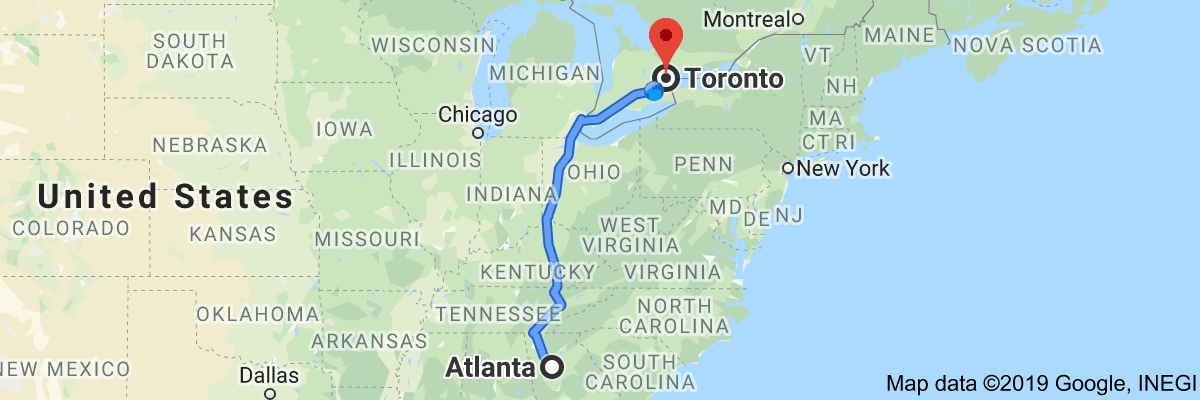 Montreal
MAINE
SOUTH
DAKOTA
WISCONSIN
VT
NOVA SCOTIA
MICHIGAN
Toronto
NH
Chicago
IOWA
MA
CT RI
NEBRASKA
ILLINOIS
PENN
OHIO
New York
United States
INDIANA
MD
DE
NJ
COLORADO
KANSAS
MISSOURI
WEST
VIRGINIA
KENTUCKY
VIRGINIA
OKLAHOMA
TENNESSEE
NORTH
CAROLINA
ARKANSAS
NEW MEXICO
Atlanta
SOUTH
CAROLINA
Dallas
Map data ©2019 Google, INEGI